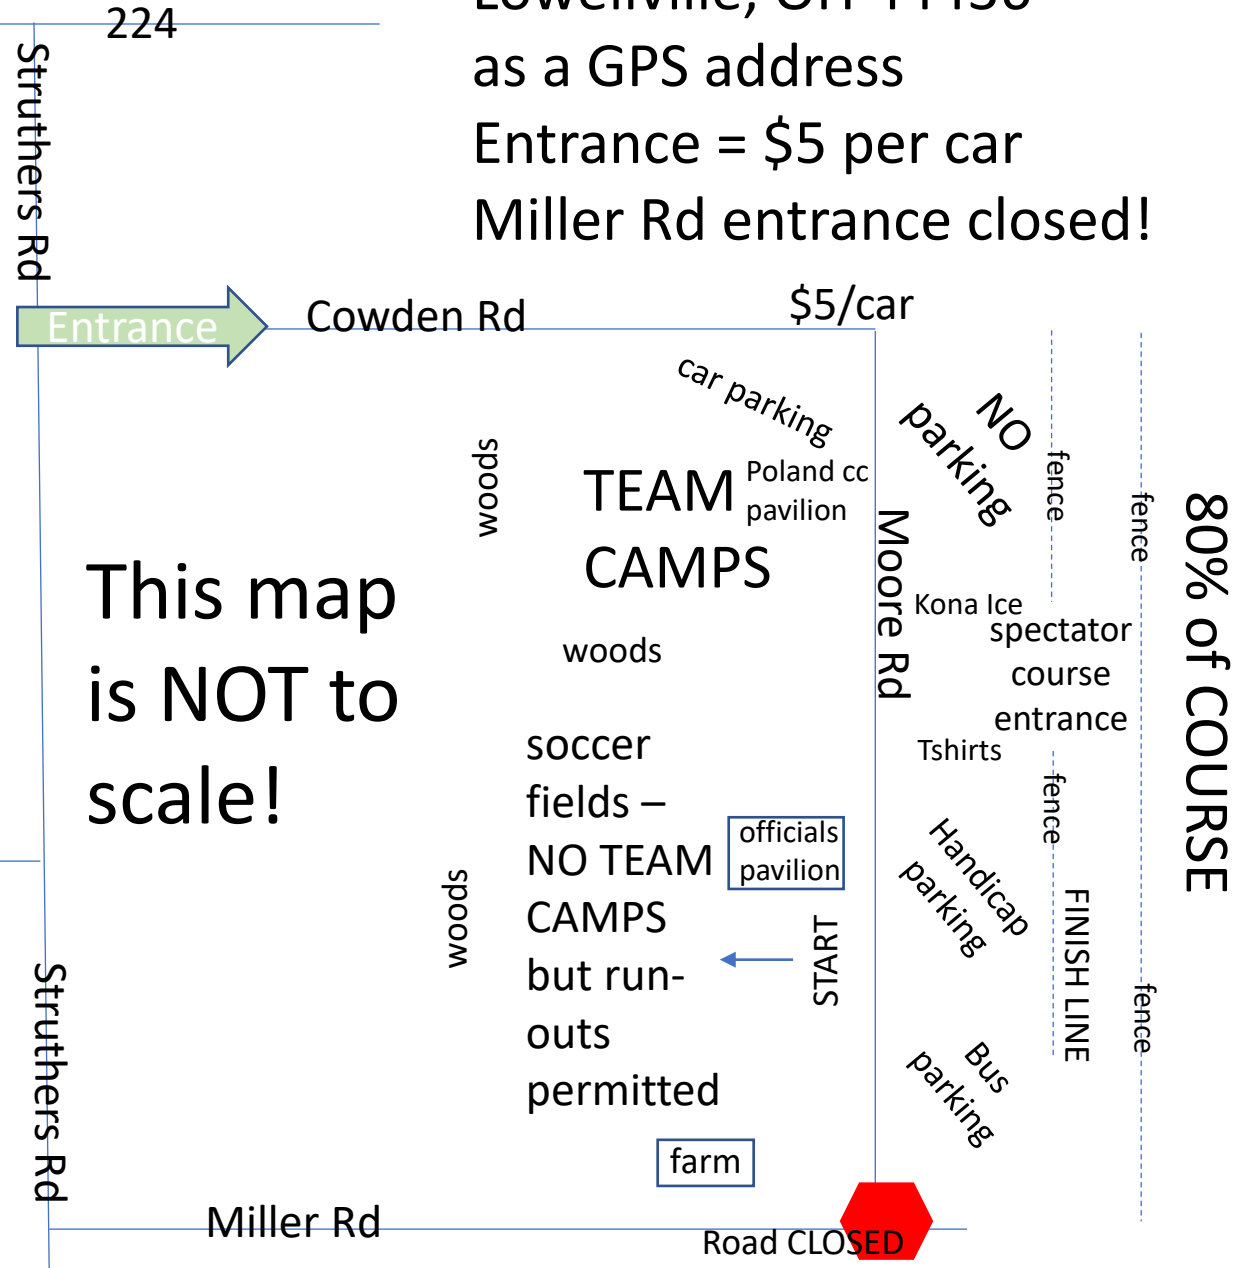 224
Lowellville, OH 44436
as a GPS address
Entrance = $5 per car
Miller Rd entrance closed!
Struthers Rd
Entrance
Cowden Rd
$5/car
car parking
NO
parking
fence
fence
woods
TEAM
CAMPS
Poland cc
pavilion
Moore Rd
80% of COURSE
This map
is NOT to
scale!
Kona Ice
spectator
course
entrance
woods
Tshirts
soccer
fields –
NO TEAM
CAMPS
but run-
outs
permitted
officials
pavilion
fence
Handicap
parking
woods
START
FINISH LINE
fence
Struthers Rd
Bus
parking
farm
Miller Rd
Road CLOSED